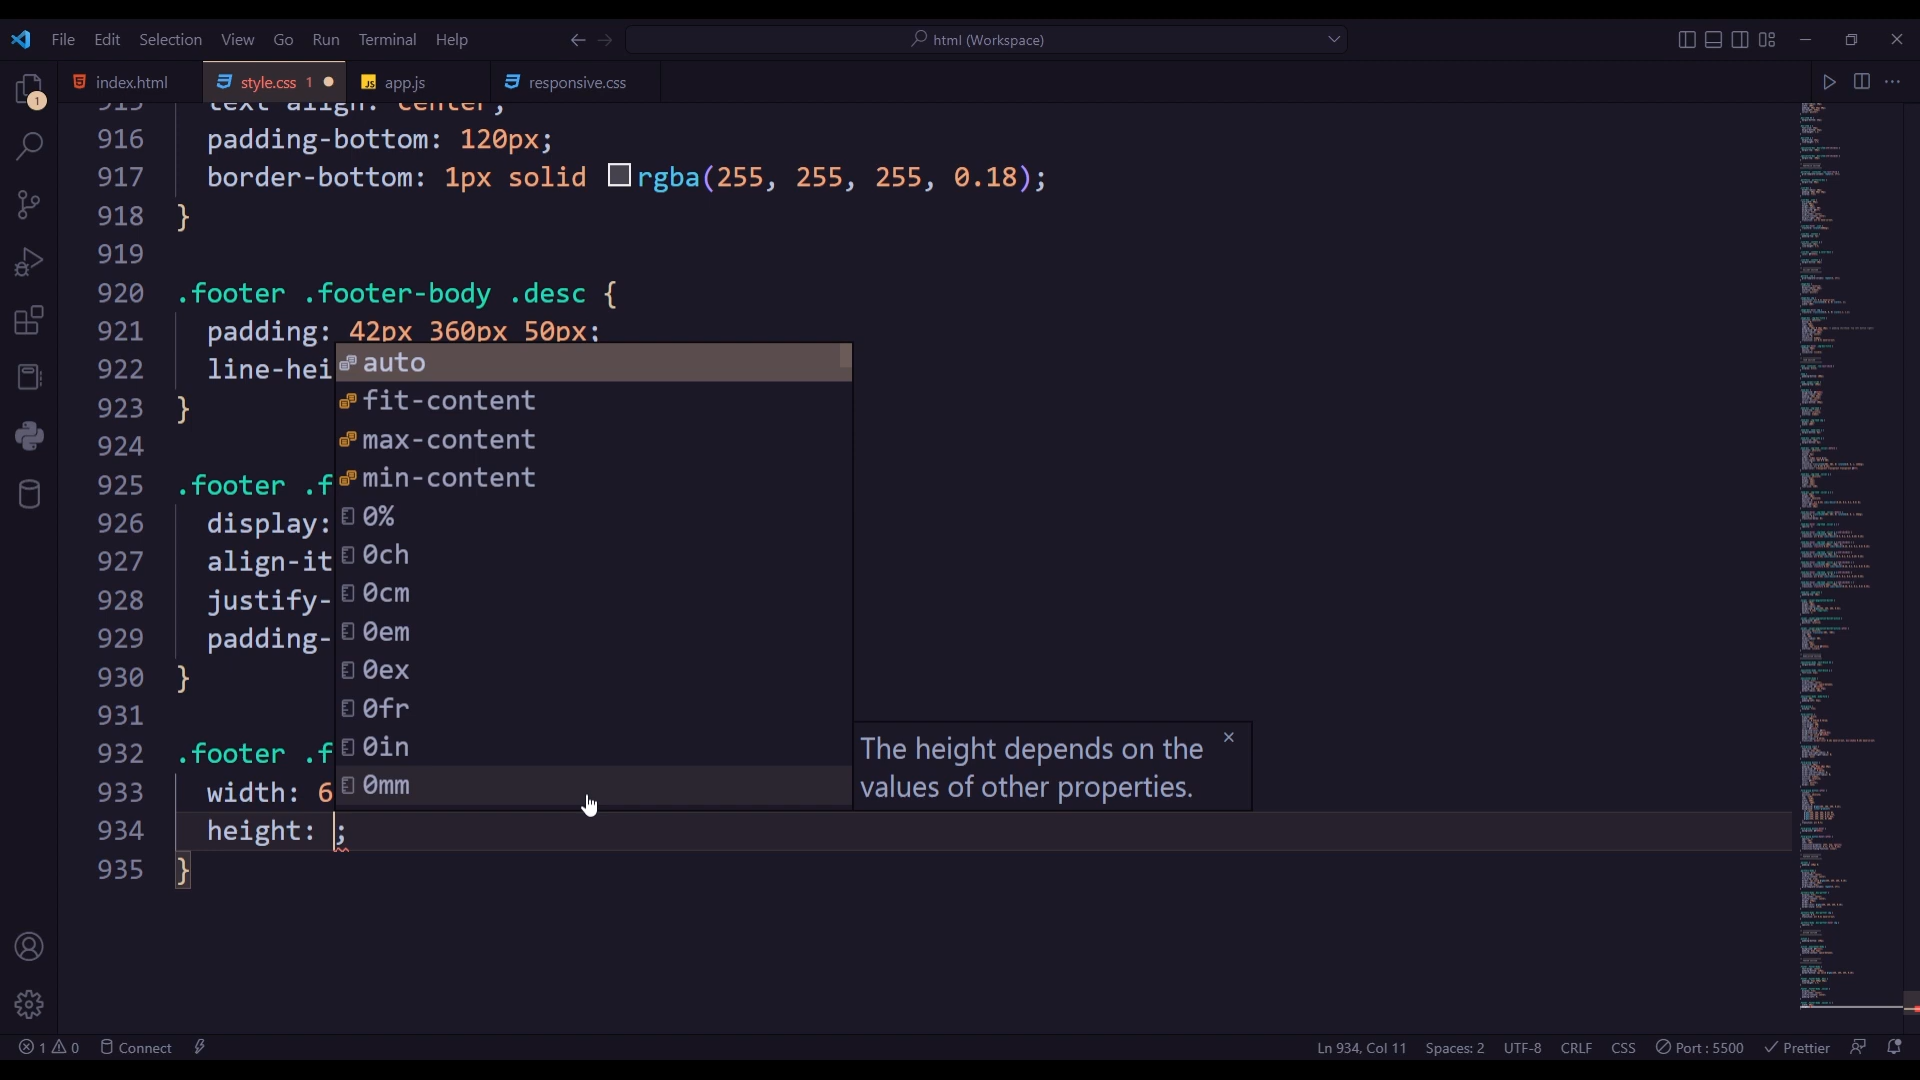 File Edit Selection View Go Run Terminal Help
html (Workspace)
index.html style.css 1 app.js responsive.css
1
915 text-align: center;
916 padding-bottom: 120px;
917 border-bottom: 1px solid rgba(255, 255, 255, 0.18);
918 }
919
920 .footer .footer-body .desc {
921 padding: 42px 360px 50px;
922 line-hei
923 }
924
925 .footer .f
926 display:
927 align-it
928 justify-
929 padding-
930 }
931
932 .footer .f
933 width: 6
934 height: ;
935 }
auto
fit-content
max-content
min-content
0%
0ch
0cm
0em
0ex
0fr
0in
0mm
The height depends on the
values of other properties.
1 0 Connect Ln 934, Col 11 Spaces: 2 UTF-8 CRLF CSS Port : 5500 Prettier